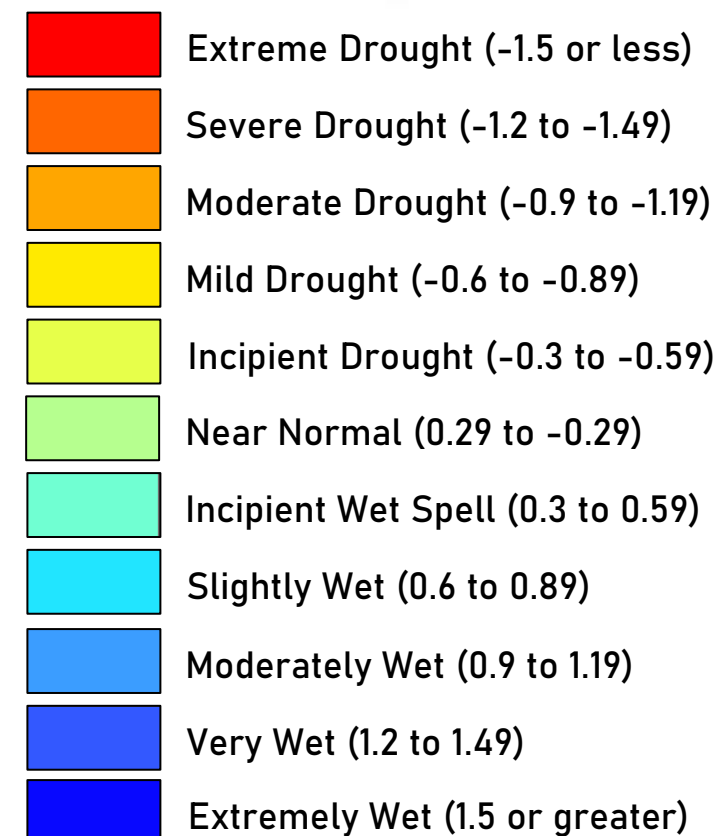 Extreme Drought (-1.5 or less)
Severe Drought (-1.2 to -1.49)
Moderate Drought (-0.9 to -1.19)
Mild Drought (-0.6 to -0.89)
Incipient Drought (-0.3 to -0.59)
Near Normal (0.29 to -0.29)
Incipient Wet Spell (0.3 to 0.59)
Slightly Wet (0.6 to 0.89)
Moderately Wet (0.9 to 1.19)
Very Wet (1.2 to 1.49)
Extremely Wet (1.5 or greater)